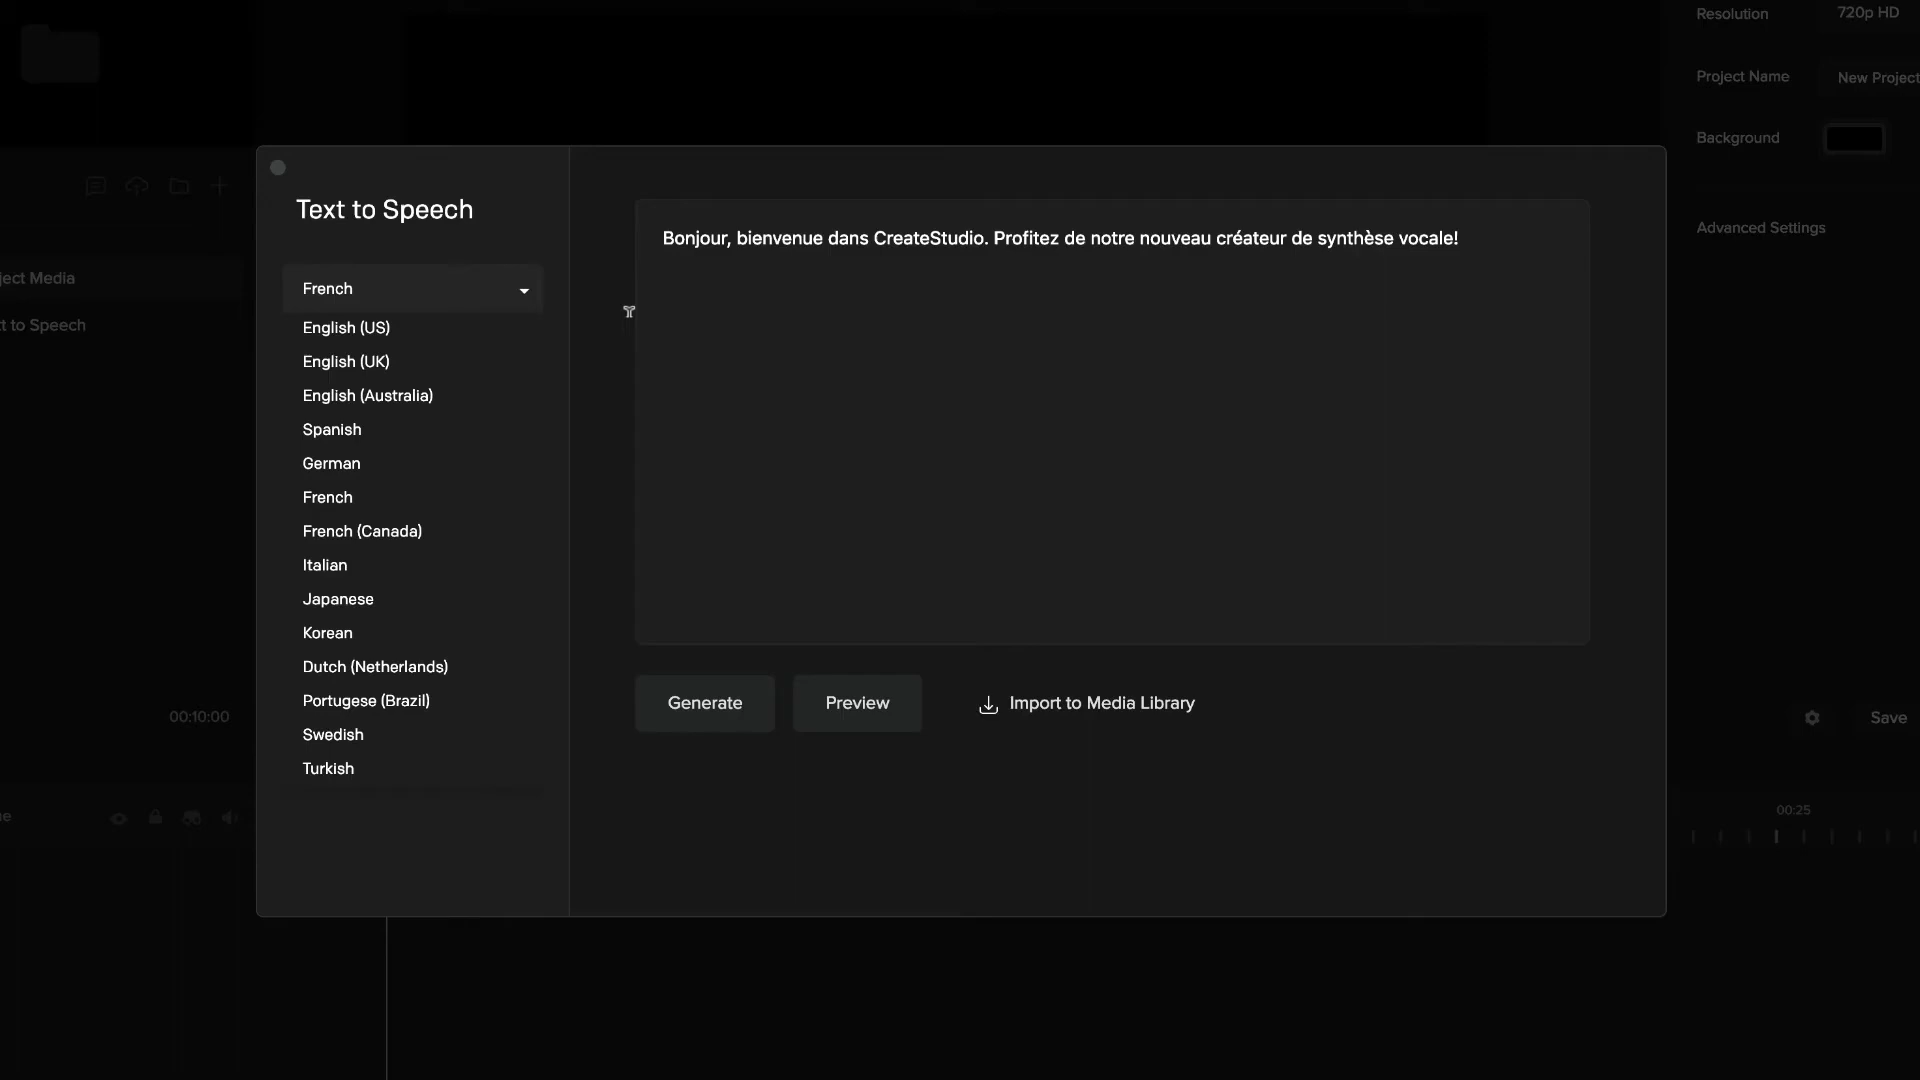 Resolution
720p HD
Project Name
New Project
Background
Advanced Settings
Text to Speech
French
English (US)
English (UK)
English (Australia)
Spanish
German
French
French (Canada)
Italian
Japanese
Korean
Dutch (Netherlands)
Portugese (Brazil)
Swedish
Turkish
Bonjour, bienvenue dans CreateStudio. Profitez de notre nouveau créateur de synthèse vocale!
Generate
Preview
Import to Media Library
ject Media
t to Speech
00:10:00
Save
00:25